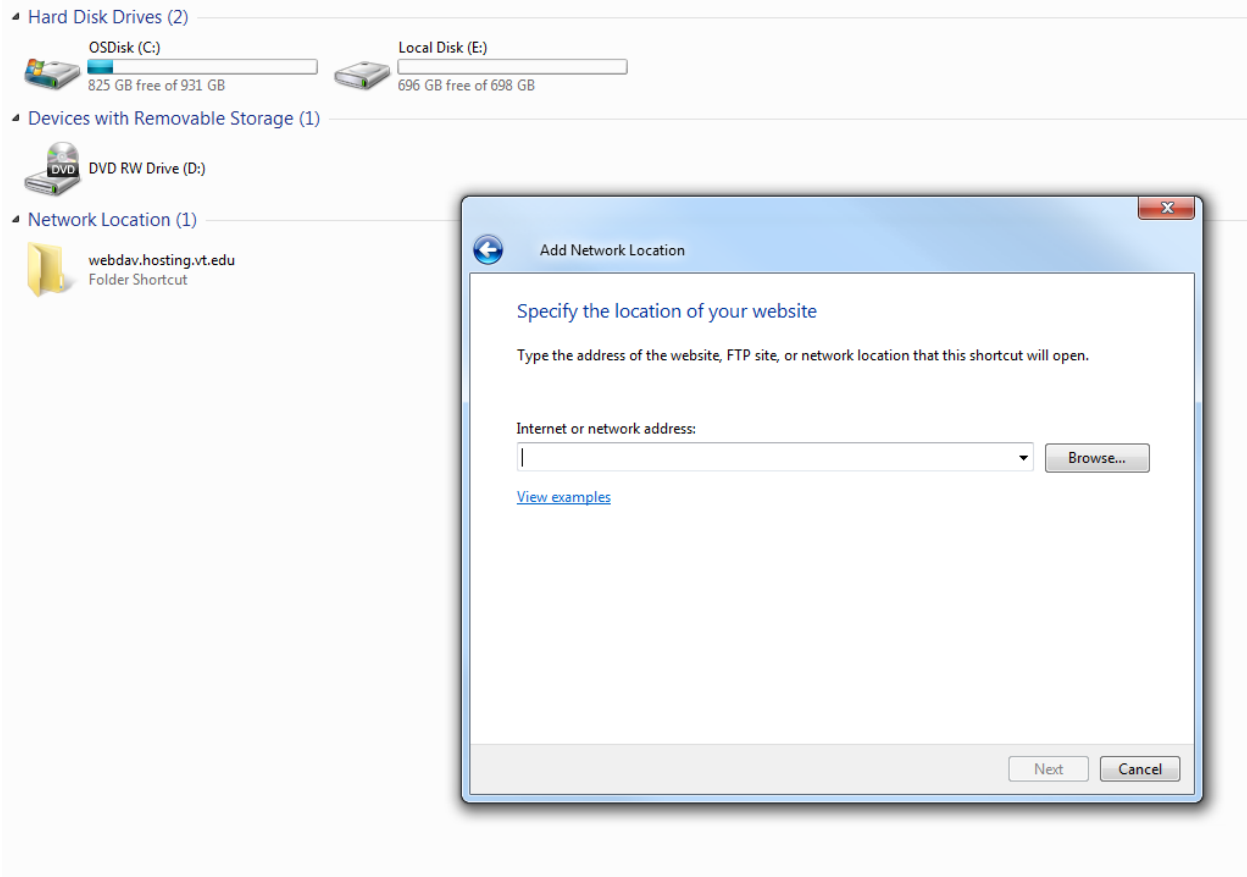 Hard Disk Drives (2)
OSDisk (C:)
825 GB free of 931 GB
Local Disk (E:)
696 GB free of 698 GB
Devices with Removable Storage (1)
DVD
DVD RW Drive (D:)
Network Location (1)
webdav.hosting.vt.edu
Folder Shortcut
Add Network Location
Specify the location of your website
Type the address of the website, FTP site, or network location that this shortcut will open.
Internet or network address:
Browse...
View examples
Next
Cancel